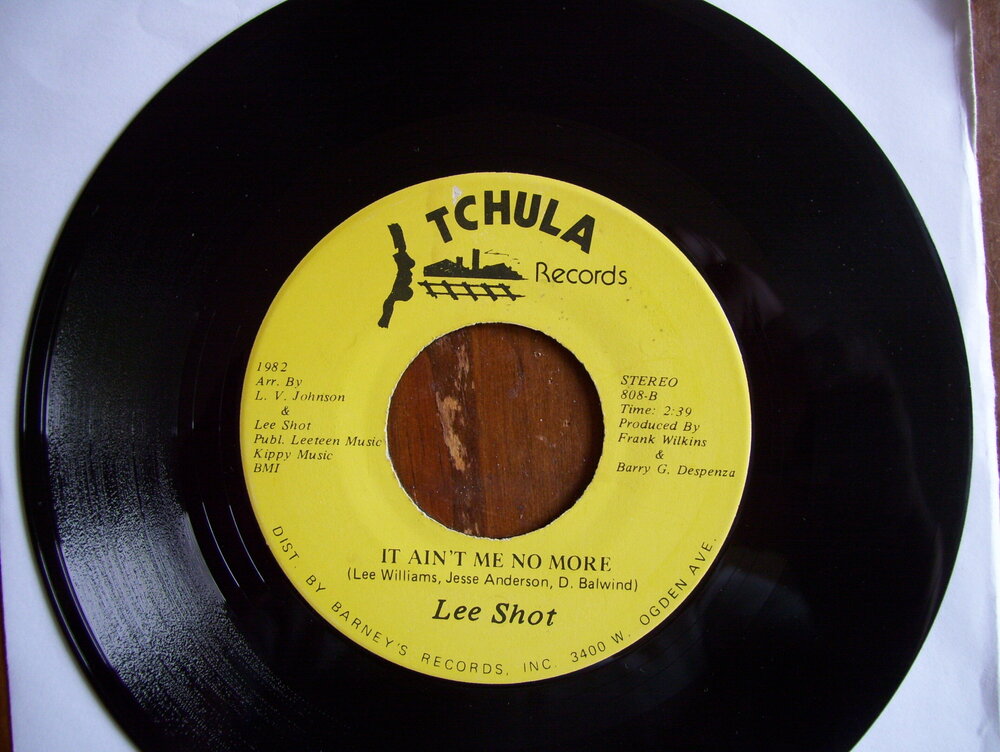 TCHULA
Records
1982
Arr. By
L. V. Johnson
&
Lee Shot
Publ. Leeteen Music
Kippy Music
BMI
STEREO
808-B
Time: 2:39
Produced By
Frank Wilkins
&
Barry G. Despenza
IT AIN'T ME NO MORE
(Lee Williams, Jesse Anderson, D. Balwind)
Lee Shot
DIST. BY BARNEY'S RECORDS, INC. 3400 W. OGDEN AVE.